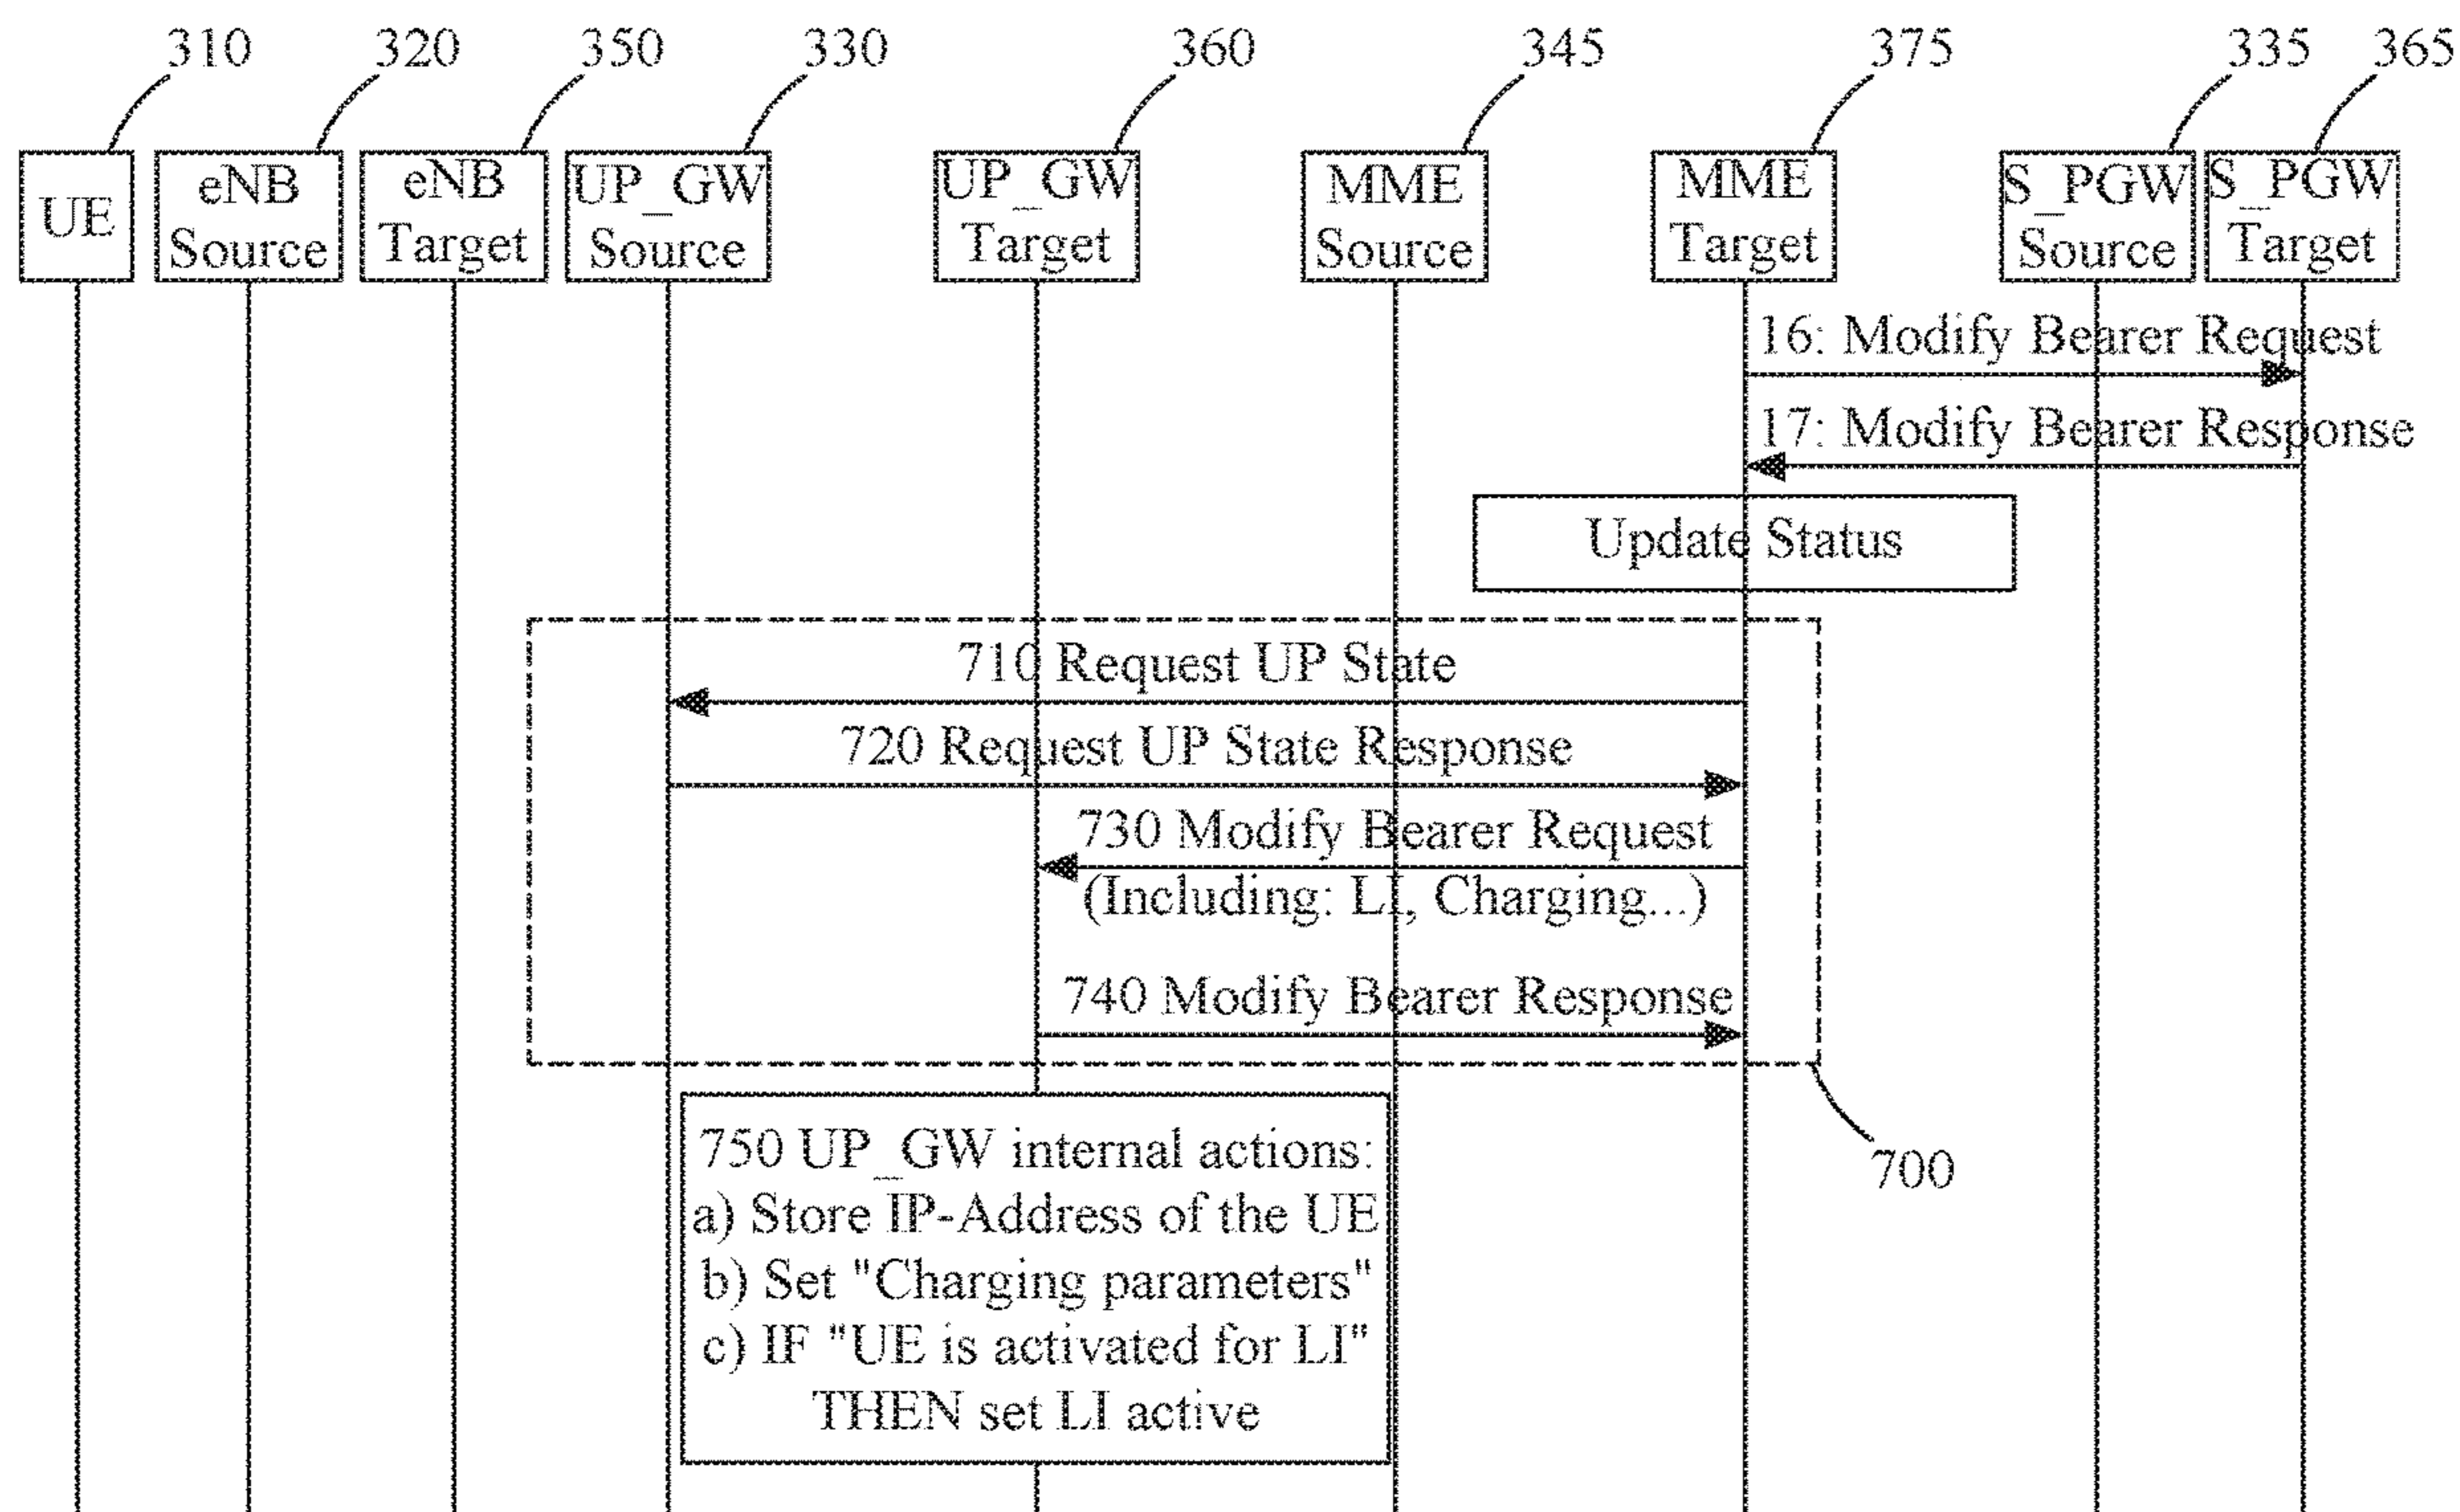 310 320 350 330 360 345 375 335 365
UE
eNB
Source
eNB
Target
UP_GW
Source
UP_GW
Target
MME
Source
MME
Target
S_PGW
Source
S_PGW
Target
16: Modify Bearer Request
17: Modify Bearer Response
Update Status
710 Request UP State
720 Request UP State Response
730 Modify Bearer Request
(Including: LI, Charging...)
740 Modify Bearer Response
700
750 UP_GW internal actions:
a) Store IP-Address of the UE
b) Set "Charging parameters"
c) IF "UE is activated for LI"
THEN set LI active